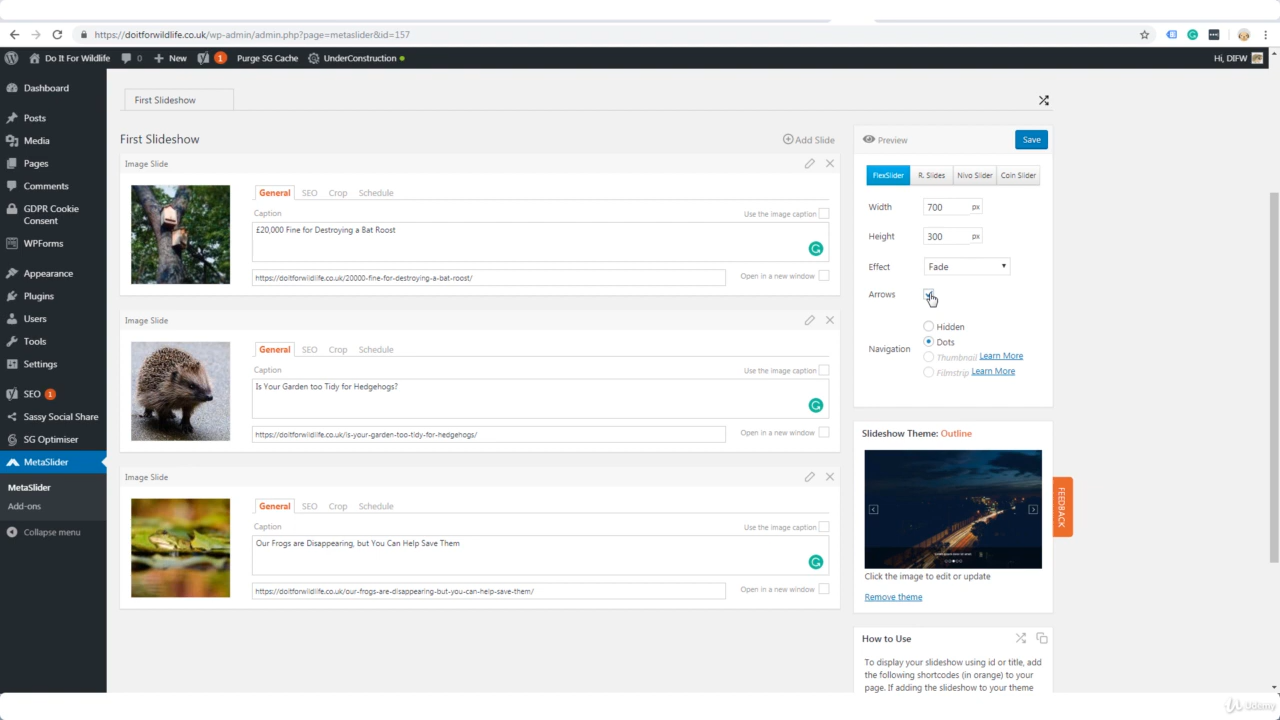 https://doitforwildlife.co.uk/wp-admin/admin.php?page=metaslider&id=157
Do It For Wildlife 0 New 1 Purge SG Cache UnderConstruction Hi, DIFW
Dashboard
Posts
Media
Pages
Comments
GDPR Cookie
Consent
WPForms
Appearance
Plugins
Users
Tools
Settings
SEO 1
Sassy Social Share
SG Optimiser
MetaSlider
MetaSlider
Add-ons
Collapse menu
First Slideshow
First Slideshow
Add Slide
Image Slide
General SEO Crop Schedule
Caption Use the image caption
£20,000 Fine for Destroying a Bat Roost
https://doitforwildlife.co.uk/20000-fine-for-destroying-a-bat-roost/ Open in a new window
Image Slide
General SEO Crop Schedule
Caption Use the image caption
Is Your Garden too Tidy for Hedgehogs?
https://doitforwildlife.co.uk/is-your-garden-too-tidy-for-hedgehogs/ Open in a new window
Image Slide
General SEO Crop Schedule
Caption Use the image caption
Our Frogs are Disappearing, but You Can Help Save Them
https://doitforwildlife.co.uk/our-frogs-are-disappearing-but-you-can-help-save-them/ Open in a new window
Preview Save
FlexSlider R. Slides Nivo Slider Coin Slider
Width 700 px
Height 300 px
Effect Fade
Arrows
Navigation
Hidden
Dots
Thumbnail Learn More
Filmstrip Learn More
Slideshow Theme: Outline
Click the image to edit or update
Remove theme
FEEDBACK
How to Use
To display your slideshow using id or title, add
the following shortcodes (in orange) to your
page. If adding the slideshow to your theme
Udemy